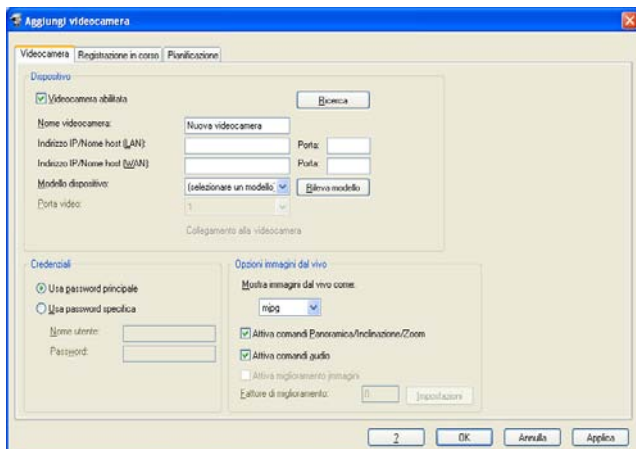 Aggiungi videocamera
Videocamera Registrazione in corso Pianificazione
Dispositivo
Videocamera abilitata Ricerca
Nome videocamera: Nuova videocamera
Indirizzo IP/Nome host (LAN): Porta:
Indirizzo IP/Nome host (WAN): Porta:
Modello dispositivo: (selezionare un modello) Rileva modello
Porta video: 1
Collegamento alla videocamera
Credenziali
Usa password principale
Usa password specifica
Nome utente:
Password:
Opzioni immagini dal vivo
Mostra immagini dal vivo come:
mjpg
Attiva comandi Panoramica/Inclinazione/Zoom
Attiva comandi audio
Attiva miglioramento immagini
Fattore di miglioramento: 0 Impostazioni
? OK Annulla Applica